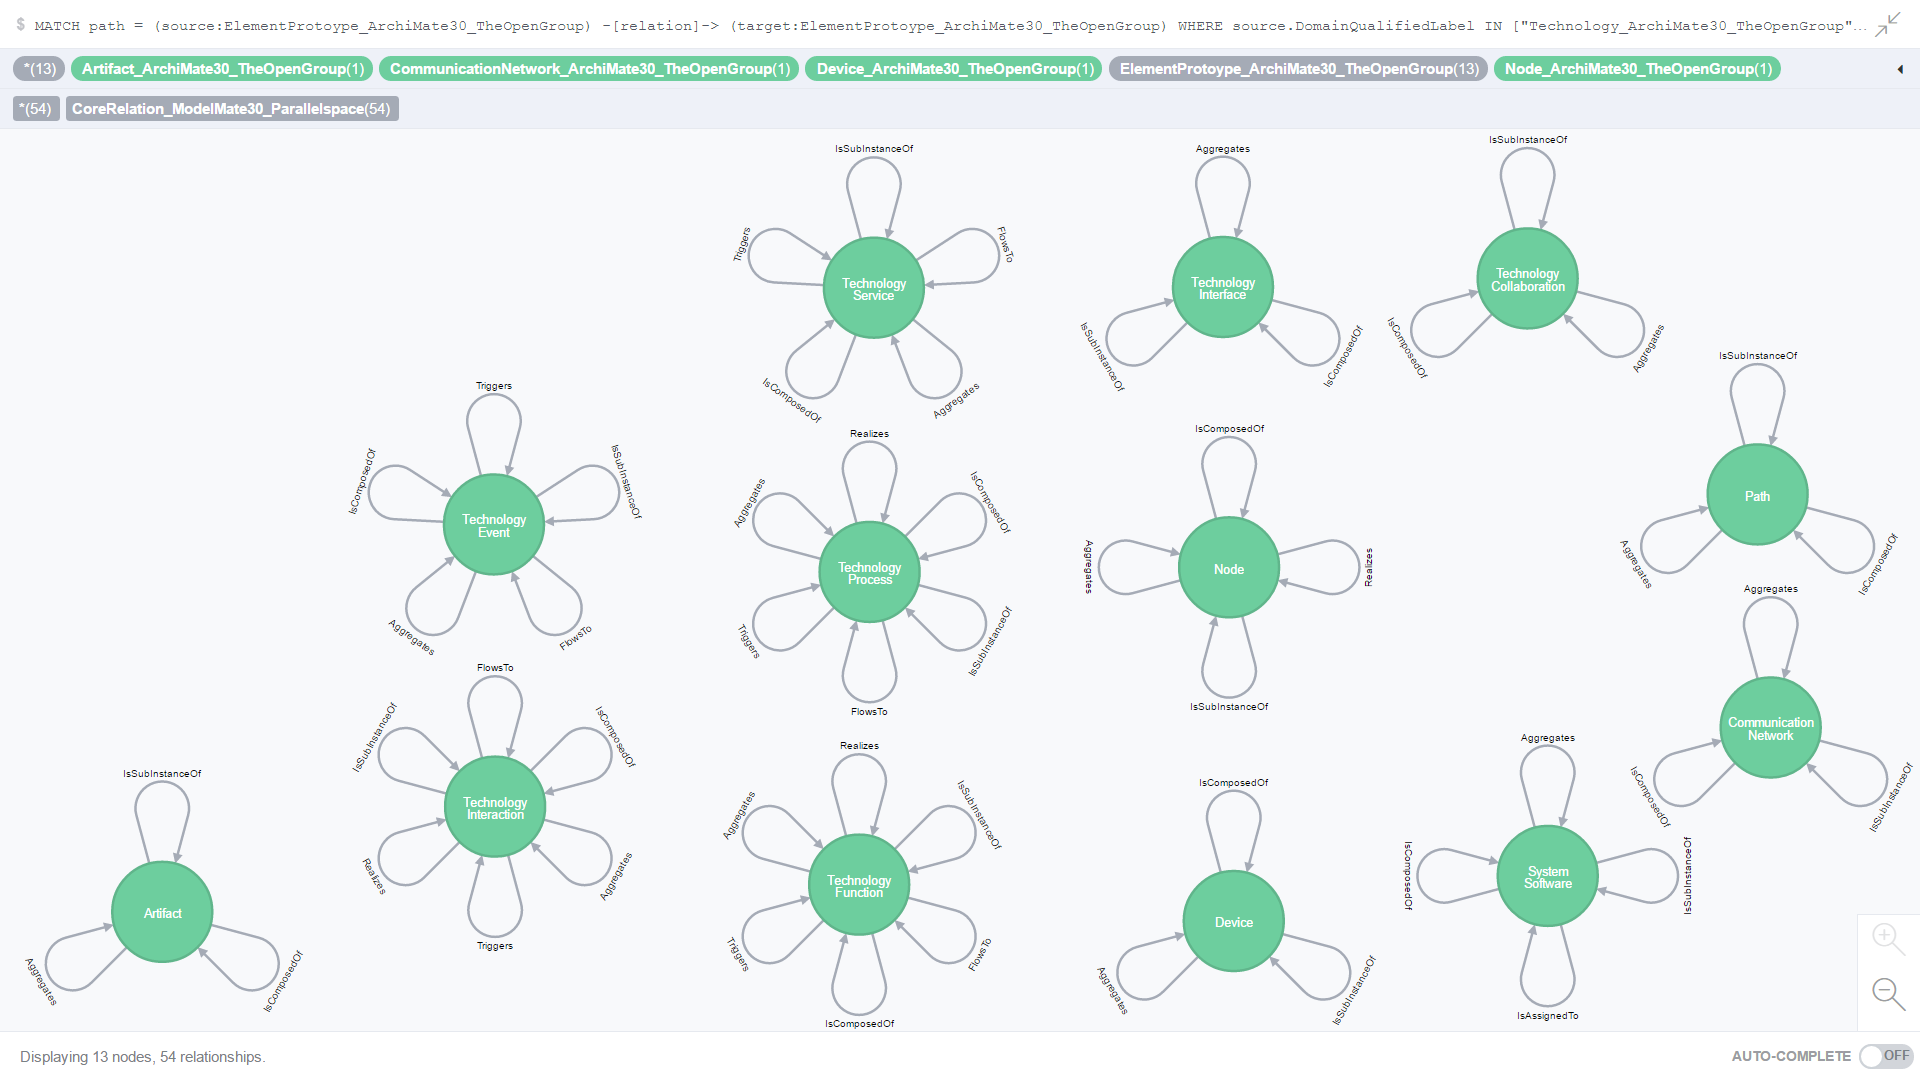 $ MATCH path = (source:ElementProtoype_ArchiMate30_TheOpenGroup) -[relation]-> (target:ElementProtoype_ArchiMate30_TheOpenGroup) WHERE source.DomainQualifiedLabel IN ["Technology_ArchiMate30_TheOpenGroup"...
*(13) Artifact_ArchiMate30_TheOpenGroup(1) CommunicationNetwork_ArchiMate30_TheOpenGroup(1) Device_ArchiMate30_TheOpenGroup(1) ElementProtoype_ArchiMate30_TheOpenGroup(13) Node_ArchiMate30_TheOpenGroup(1)
*(54) CoreRelation_ModelMate30_Parallelspace(54)
IsSubInstanceOf
Triggers
FlowsTo
Technology
Service
IsComposedOf
Aggregates
Aggregates
Technology
Interface
IsSubInstanceOf
IsComposedOf
IsSubInstanceOf
Technology
Collaboration
IsComposedOf
Aggregates
IsSubInstanceOf
Path
Aggregates
IsComposedOf
Triggers
IsComposedOf
IsSubInstanceOf
Technology
Event
Aggregates
FlowsTo
Realizes
Aggregates
IsComposedOf
Technology
Process
Triggers
IsSubInstanceOf
FlowsTo
IsComposedOf
Aggregates
Node
Realizes
IsSubInstanceOf
Aggregates
Communication
Network
IsComposedOf
IsSubInstanceOf
FlowsTo
IsSubInstanceOf
IsComposedOf
Technology
Interaction
Realizes
Aggregates
Triggers
Realizes
Aggregates
IsSubInstanceOf
Technology
Function
Triggers
FlowsTo
IsComposedOf
IsComposedOf
Device
Aggregates
IsSubInstanceOf
Aggregates
IsComposedOf
System
Software
IsSubInstanceOf
IsAssignedTo
IsSubInstanceOf
Artifact
Aggregates
IsComposedOf
Displaying 13 nodes, 54 relationships.
AUTO-COMPLETE OFF